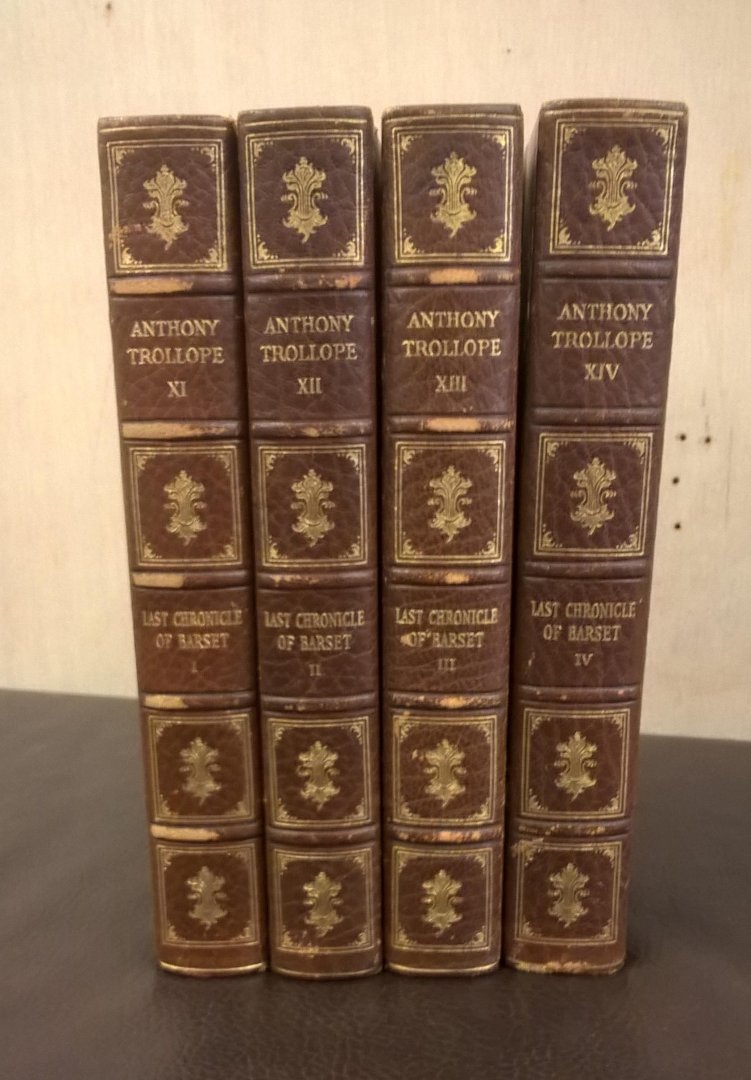 ANTHONY
TROLLOPE
XI
LAST CHRONICLE
OF BARSET
I
ANTHONY
TROLLOPE
XII
LAST CHRONICLE
OF BARSET
II
ANTHONY
TROLLOPE
XIII
LAST CHRONICLE
OF BARSET
III
ANTHONY
TROLLOPE
XIV
LAST CHRONICLE
OF BARSET
IV